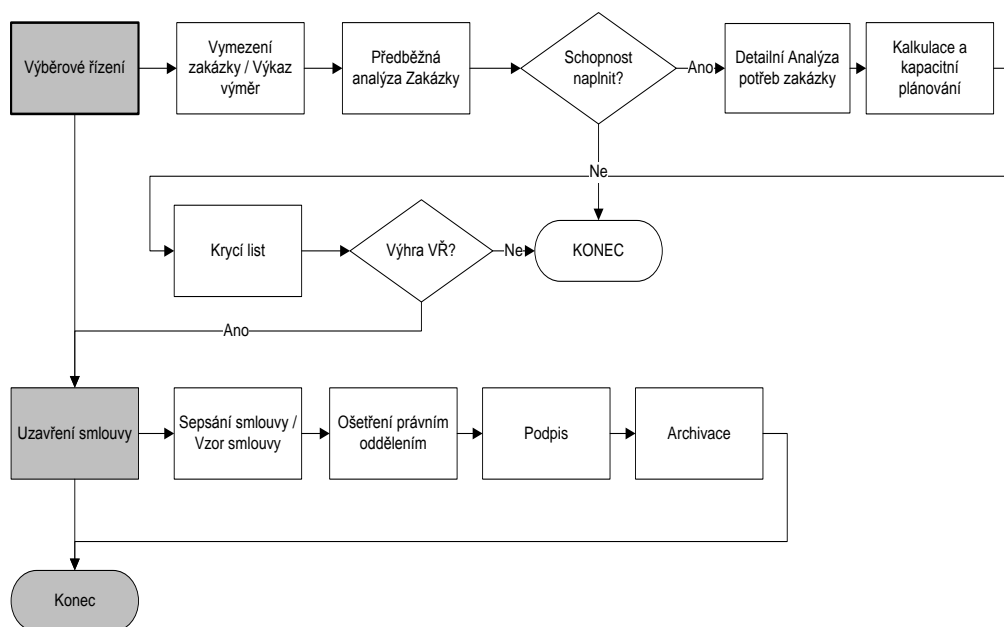 Výběrové řízení
Vymezení
zakázky / Výkaz
výměr
Předběžná
analýza Zakázky
Schopnost
naplnit?
Ano
Detailní Analýza
potřeb zakázky
Kalkulace a
kapacitní
plánování
Ne
Krycí list
Výhra VŘ?
Ne
KONEC
Ano
Uzavření smlouvy
Sepsání smlouvy /
Vzor smlouvy
Ošetření právním
oddělením
Podpis
Archivace
Konec